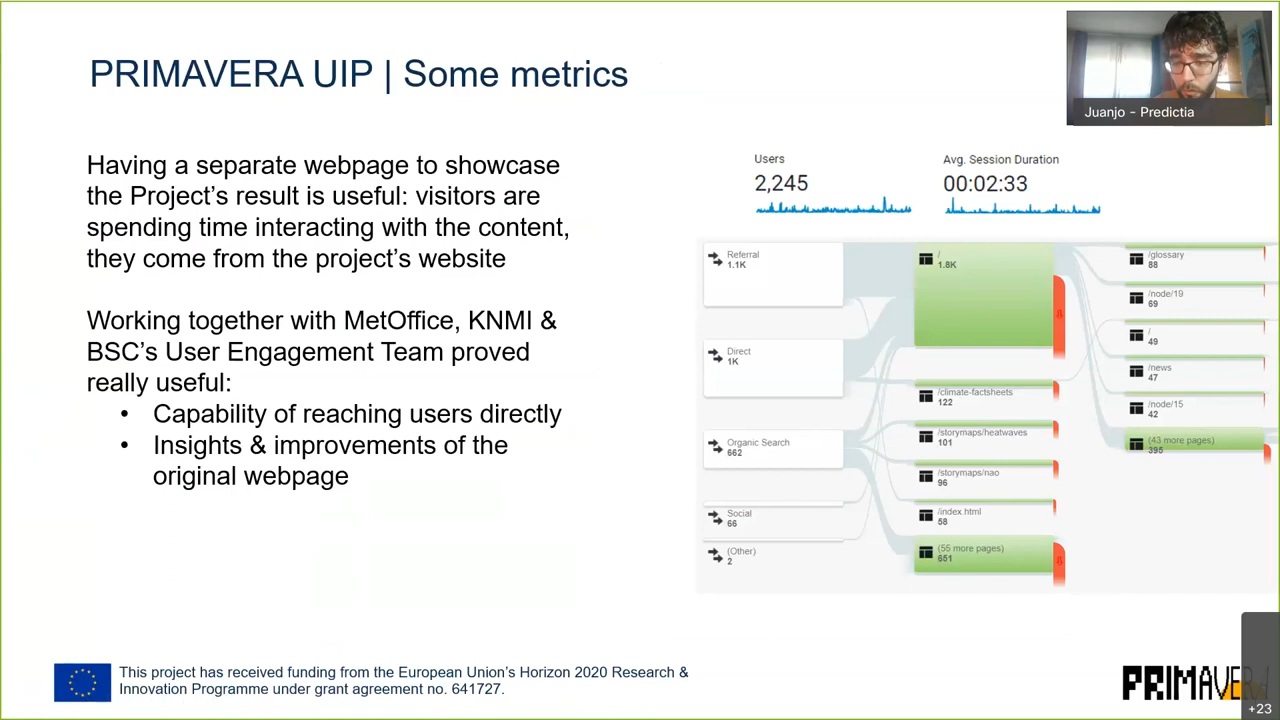 PRIMAVERA UIP | Some metrics
Juanjo - Predictia
Having a separate webpage to showcase
the Project's result is useful: visitors are
spending time interacting with the content,
they come from the project's website
Working together with MetOffice, KNMI &
BSC's User Engagement Team proved
really useful:
• Capability of reaching users directly
• Insights & improvements of the
original webpage
Users
2,245
Avg. Session Duration
00:02:33
Referral
1.1K
Direct
1K
Organic Search
662
Social
66
(Other)
2
/
1.8K
/climate-factsheets
122
/storymaps/heatwaves
101
/storymaps/nao
96
/index.html
58
(55 more pages)
651
/glossary
88
/node/19
69
/
49
/news
47
/node/15
42
(43 more pages)
395
This project has received funding from the European Union's Horizon 2020 Research &
Innovation Programme under grant agreement no. 641727.
PRIMAVERA
+23